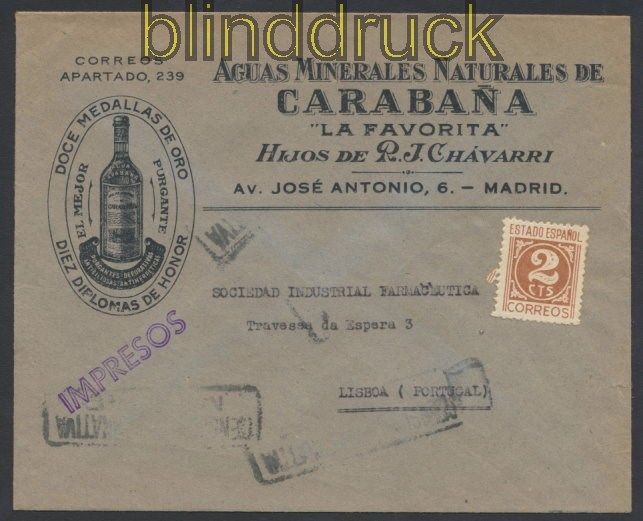 blinddruck
CORREOS
APARTADO, 239
AGUAS MINERALES NATURALES DE
CARABAÑA
"LA FAVORITA"
HIJOS DE R.J. CHÁVARRI
AV. JOSÉ ANTONIO, 6. — MADRID.
DOCE MEDALLAS DE ORO
EL MEJOR
PURGANTE
DIEZ DIPLOMAS DE HONOR
ESTADO ESPAÑOL
2
CTS
CORREOS
SOCIEDAD INDUSTRIAL FARMACEUTICA
Travessa da Espera 3
LISBOA ( PORTUGAL)
IMPRESOS